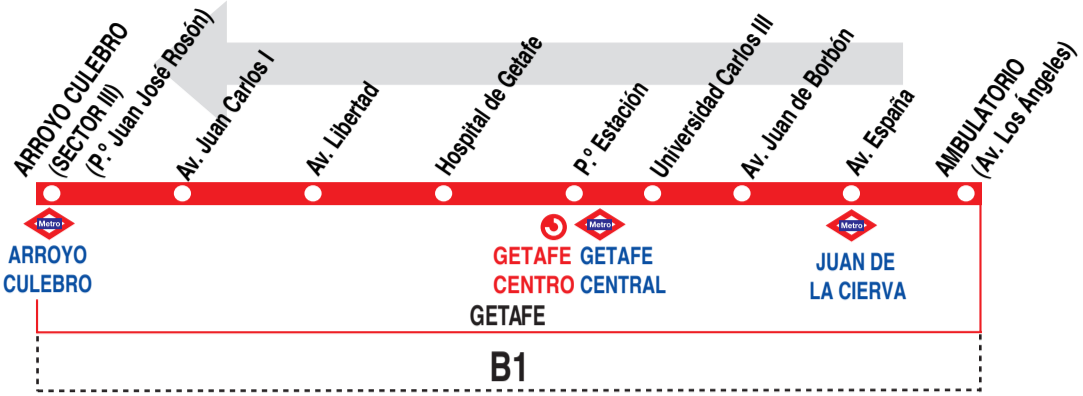 ARROYO CULEBRO
(SECTOR III)
(P.º Juan José Rosón)
Av. Juan Carlos I
Av. Libertad
Hospital de Getafe
P.º Estación
Universidad Carlos III
Av. Juan de Borbón
Av. España
AMBULATORIO
(Av. Los Ángeles)
Metro
ARROYO
CULEBRO
GETAFE
CENTRO
Metro
GETAFE
CENTRAL
Metro
JUAN DE
LA CIERVA
GETAFE
B1